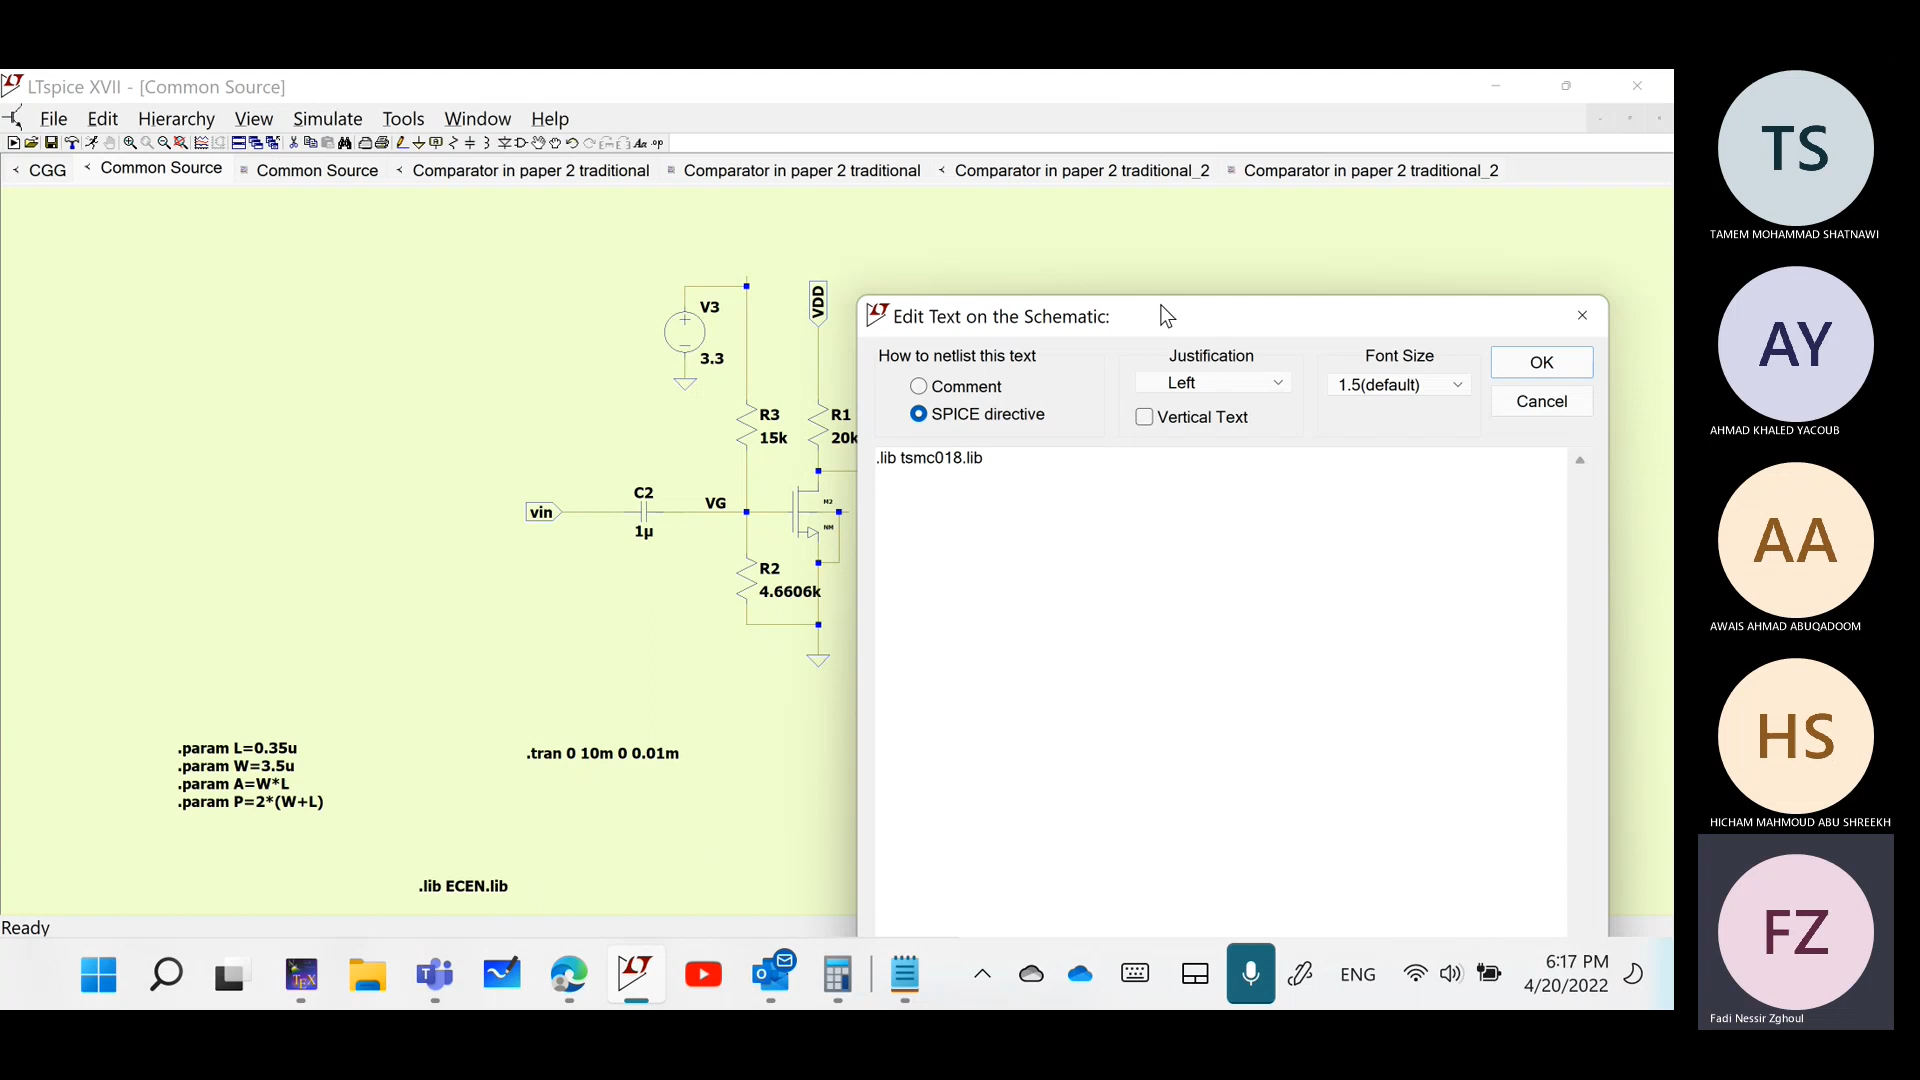 LTspice XVII - [Common Source]
File Edit Hierarchy View Simulate Tools Window Help
CGG Common Source Common Source Comparator in paper 2 traditional Comparator in paper 2 traditional Comparator in paper 2 traditional_2 Comparator in paper 2 traditional_2
V3
3.3
VDD
R3
15k
R1
20k
C2
1µ
VG
vin
M2
NM
R2
4.6606k
.param L=0.35u
.param W=3.5u
.param A=W*L
.param P=2*(W+L)
.tran 0 10m 0 0.01m
.lib ECEN.lib
Edit Text on the Schematic:
How to netlist this text
Comment
SPICE directive
Justification
Left
Vertical Text
Font Size
1.5(default)
OK
Cancel
.lib tsmc018.lib
Ready
ENG
6:17 PM
4/20/2022
TS
TAMEM MOHAMMAD SHATNAWI
AY
AHMAD KHALED YACOUB
AA
AWAIS AHMAD ABUQADOOM
HS
HICHAM MAHMOUD ABU SHREEKH
FZ
Fadi Nessir Zghoul